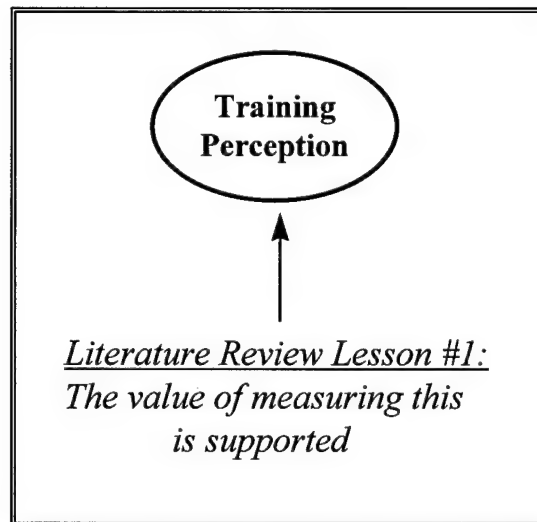 Training
Perception
Literature Review Lesson #1:
The value of measuring this
is supported